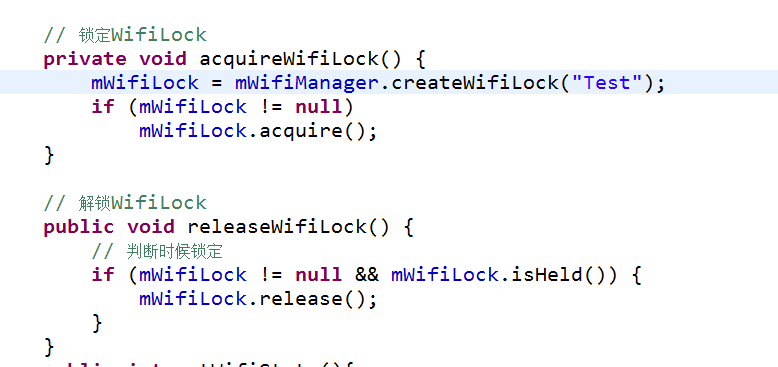 // 锁定WifiLock
private void acquireWifiLock() {
mWifiLock = mWifiManager.createWifiLock("Test");
if (mWifiLock != null)
mWifiLock.acquire();
}
// 解锁WifiLock
public void releaseWifiLock() {
// 判断时候锁定
if (mWifiLock != null && mWifiLock.isHeld()) {
mWifiLock.release();
}
}